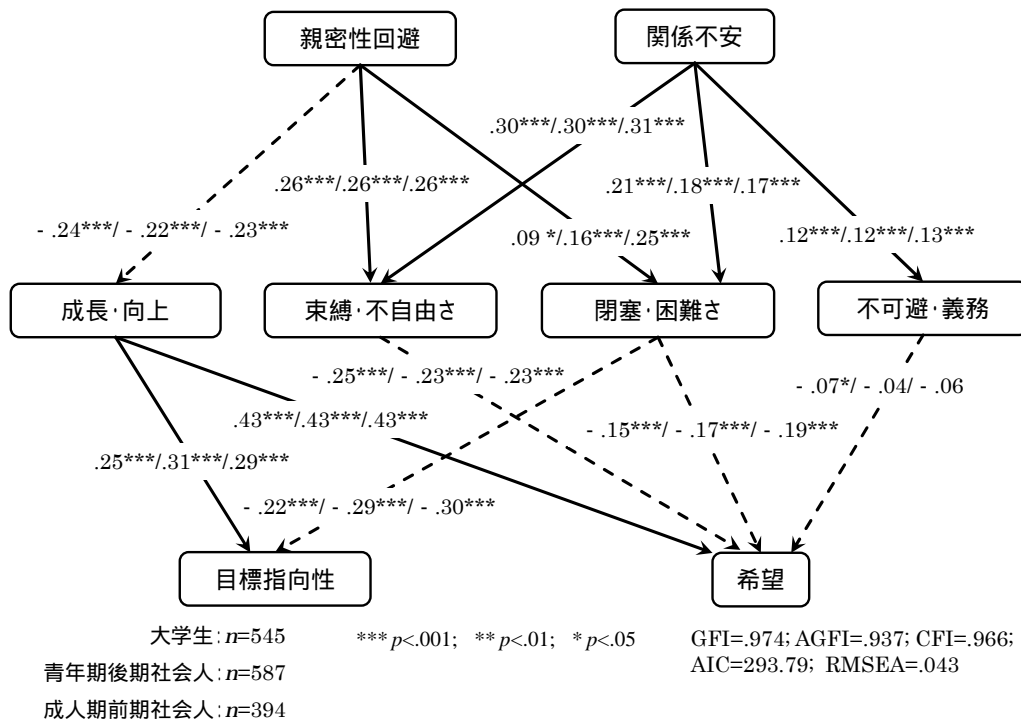 親密性回避 関係不安
.30***/.30***/.31***
.26***/.26***/.26*** .21***/.18***/.17***
- .24***/ - .22***/ - .23*** .09 */.16***/.25*** .12***/.12***/.13***
成長·向上 束縛·不自由さ 閉塞·困難さ 不可避·義務
- .25***/ - .23***/ - .23*** - .07*/ - .04/ - .06
.43***/.43***/.43*** - .15***/ - .17***/ - .19***
.25***/.31***/.29***
- .22***/ - .29***/ - .30***
目標指向性 希望
大学生:n=545 *** p<.001; ** p<.01; * p<.05 GFI=.974; AGFI=.937; CFI=.966;
青年期後期社会人:n=587 AIC=293.79; RMSEA=.043
成人期前期社会人:n=394